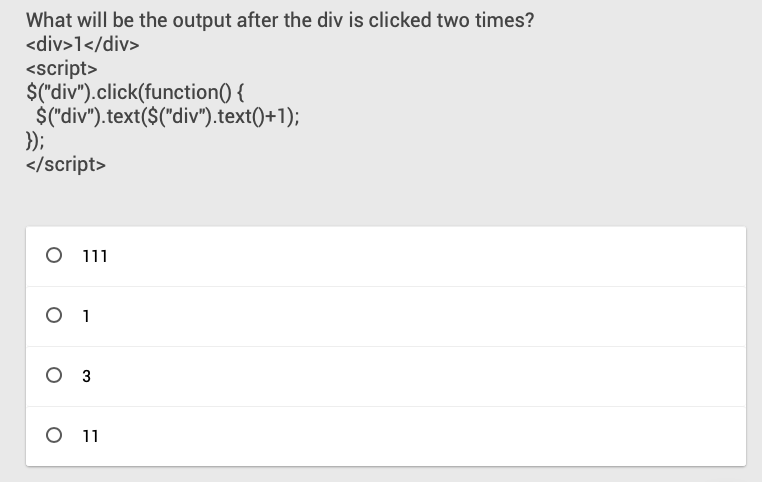 What will be the output after the div is clicked two times?
<div>1</div>
<script>
$("div").click(function() {
$("div").text($("div").text()+1);
});
</script>
111
1
3
11